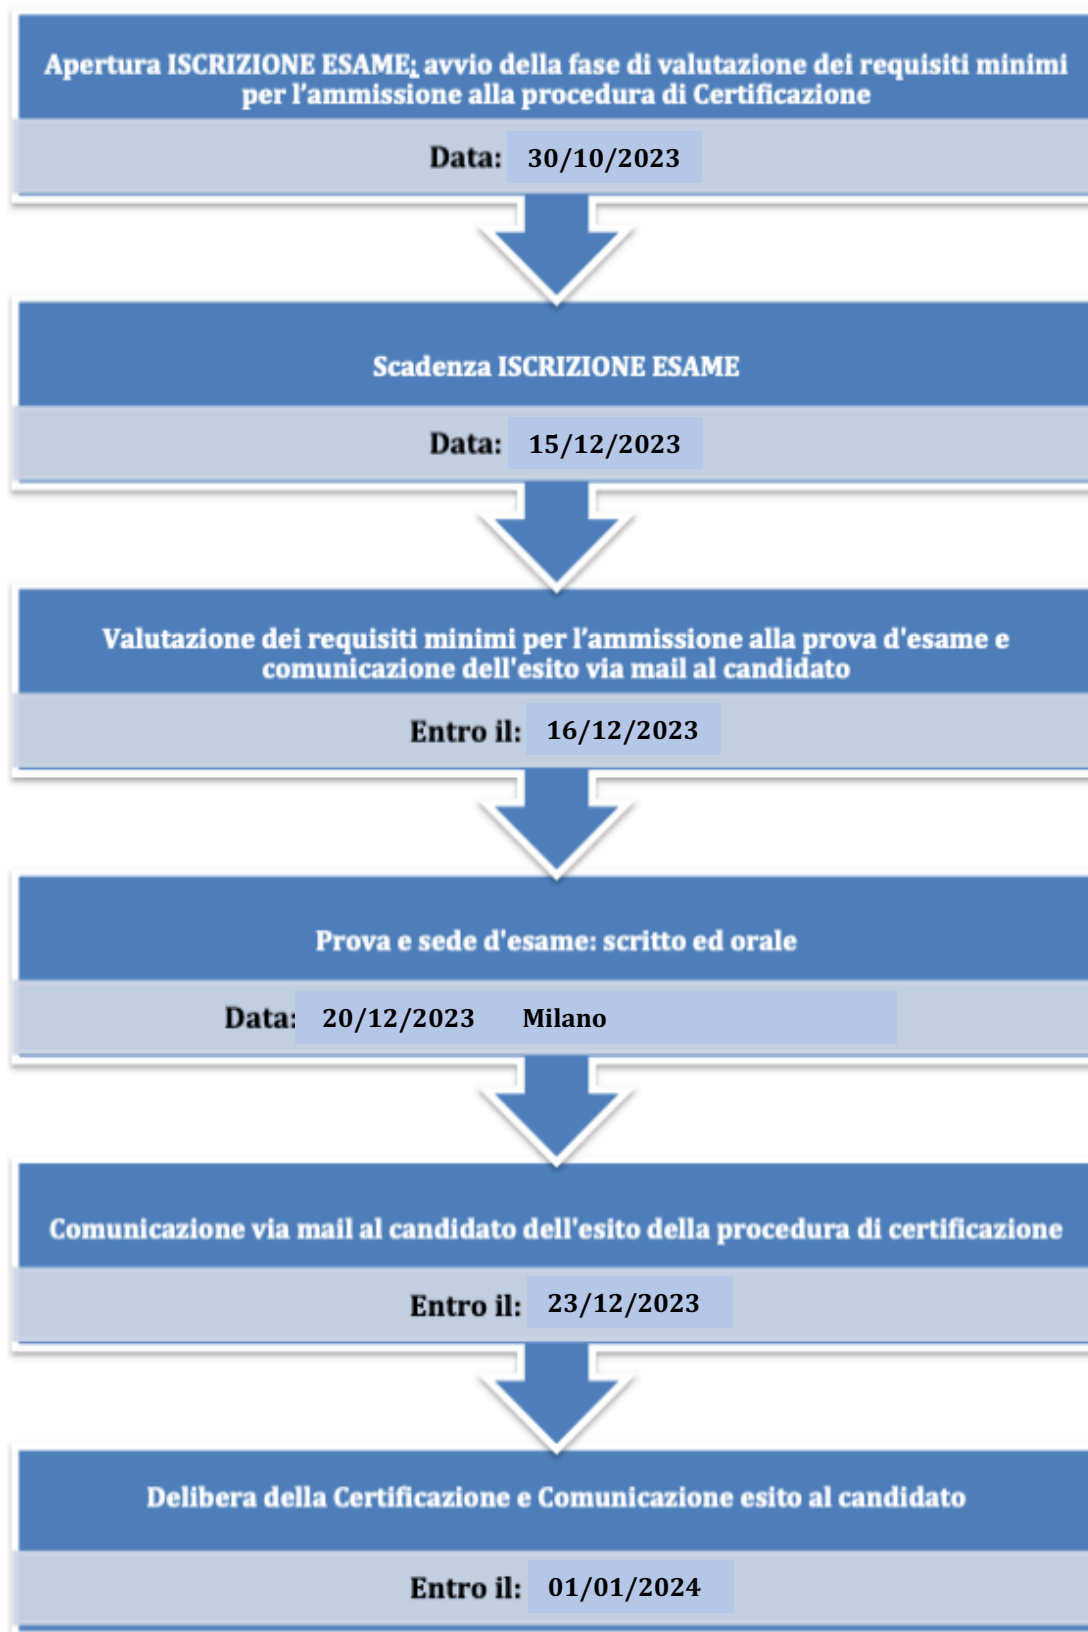 Apertura ISCRIZIONE ESAME; avvio della fase di valutazione dei requisiti minimi
per l'ammissione alla procedura di Certificazione
Data: 30/10/2023
Scadenza ISCRIZIONE ESAME
Data: 15/12/2023
Valutazione dei requisiti minimi per l'ammissione alla prova d'esame e
comunicazione dell'esito via mail al candidato
Entro il: 16/12/2023
Prova e sede d'esame: scritto ed orale
Data: 20/12/2023 Milano
Comunicazione via mail al candidato dell'esito della procedura di certificazione
Entro il: 23/12/2023
Delibera della Certificazione e Comunicazione esito al candidato
Entro il: 01/01/2024